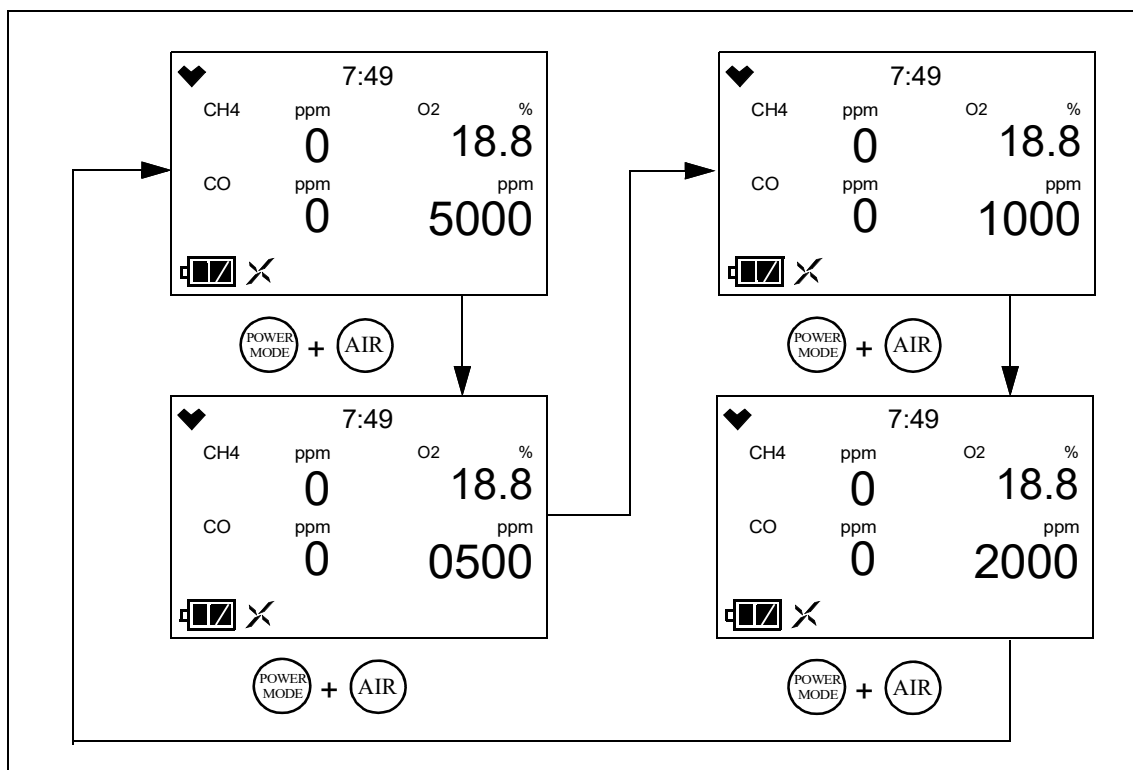 7:49
CH4 ppm O2 %
0 18.8
CO ppm ppm
0 5000
POWER MODE + AIR
7:49
CH4 ppm O2 %
0 18.8
CO ppm ppm
0 0500
POWER MODE + AIR
7:49
CH4 ppm O2 %
0 18.8
CO ppm ppm
0 1000
POWER MODE + AIR
7:49
CH4 ppm O2 %
0 18.8
CO ppm ppm
0 2000
POWER MODE + AIR